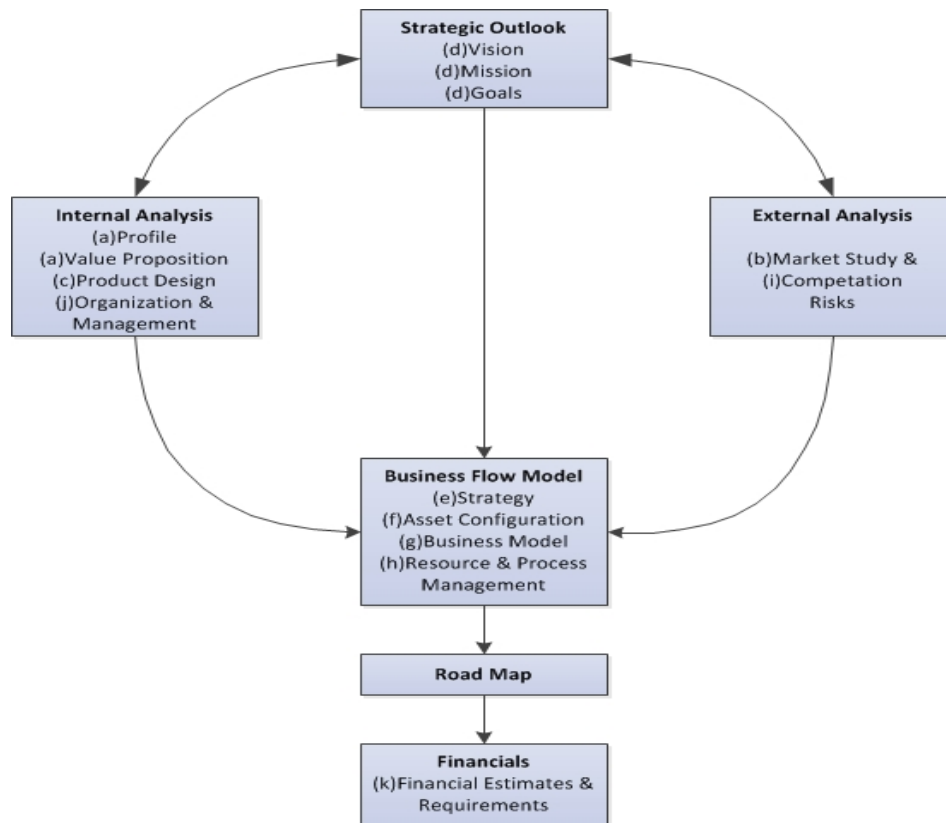 Strategic Outlook
(d)Vision
(d)Mission
(d)Goals
Internal Analysis
(a)Profile
(a)Value Proposition
(c)Product Design
(j)Organization &
Management
External Analysis
(b)Market Study &
(i)Competation
Risks
Business Flow Model
(e)Strategy
(f)Asset Configuration
(g)Business Model
(h)Resource & Process
Management
Road Map
Financials
(k)Financial Estimates &
Requirements